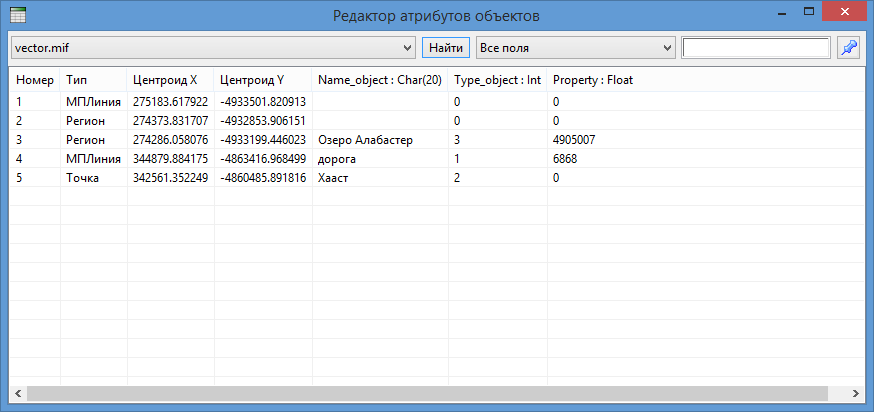 Редактор атрибутов объектов
vector.mif Найти Все поля
Номер Тип Центроид X Центроид Y Name_object : Char(20) Type_object : Int Property : Float
1 МПЛиния 275183.617922 -4933501.820913 0 0
2 Регион 274373.831707 -4932853.906151 0 0
3 Регион 274286.058076 -4933199.446023 Озеро Алабастер 3 4905007
4 МПЛиния 344879.884175 -4863416.968499 дорога 1 6868
5 Точка 342561.352249 -4860485.891816 Хааст 2 0